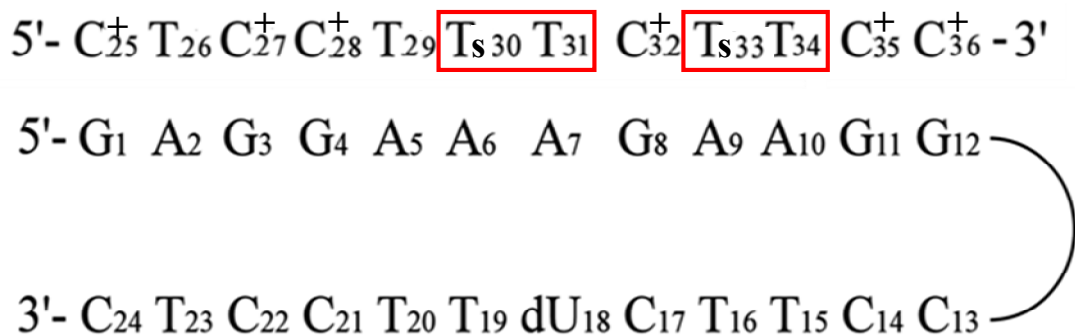 5'- C⁺₂₅ T₂₆ C⁺₂₇ C⁺₂₈ T₂₉ Ts₃₀ T₃₁ C⁺₃₂ Ts₃₃ T₃₄ C⁺₃₅ C⁺₃₆ - 3'
5'- G₁ A₂ G₃ G₄ A₅ A₆ A₇ G₈ A₉ A₁₀ G₁₁ G₁₂
3'- C₂₄ T₂₃ C₂₂ C₂₁ T₂₀ T₁₉ dU₁₈ C₁₇ T₁₆ T₁₅ C₁₄ C₁₃